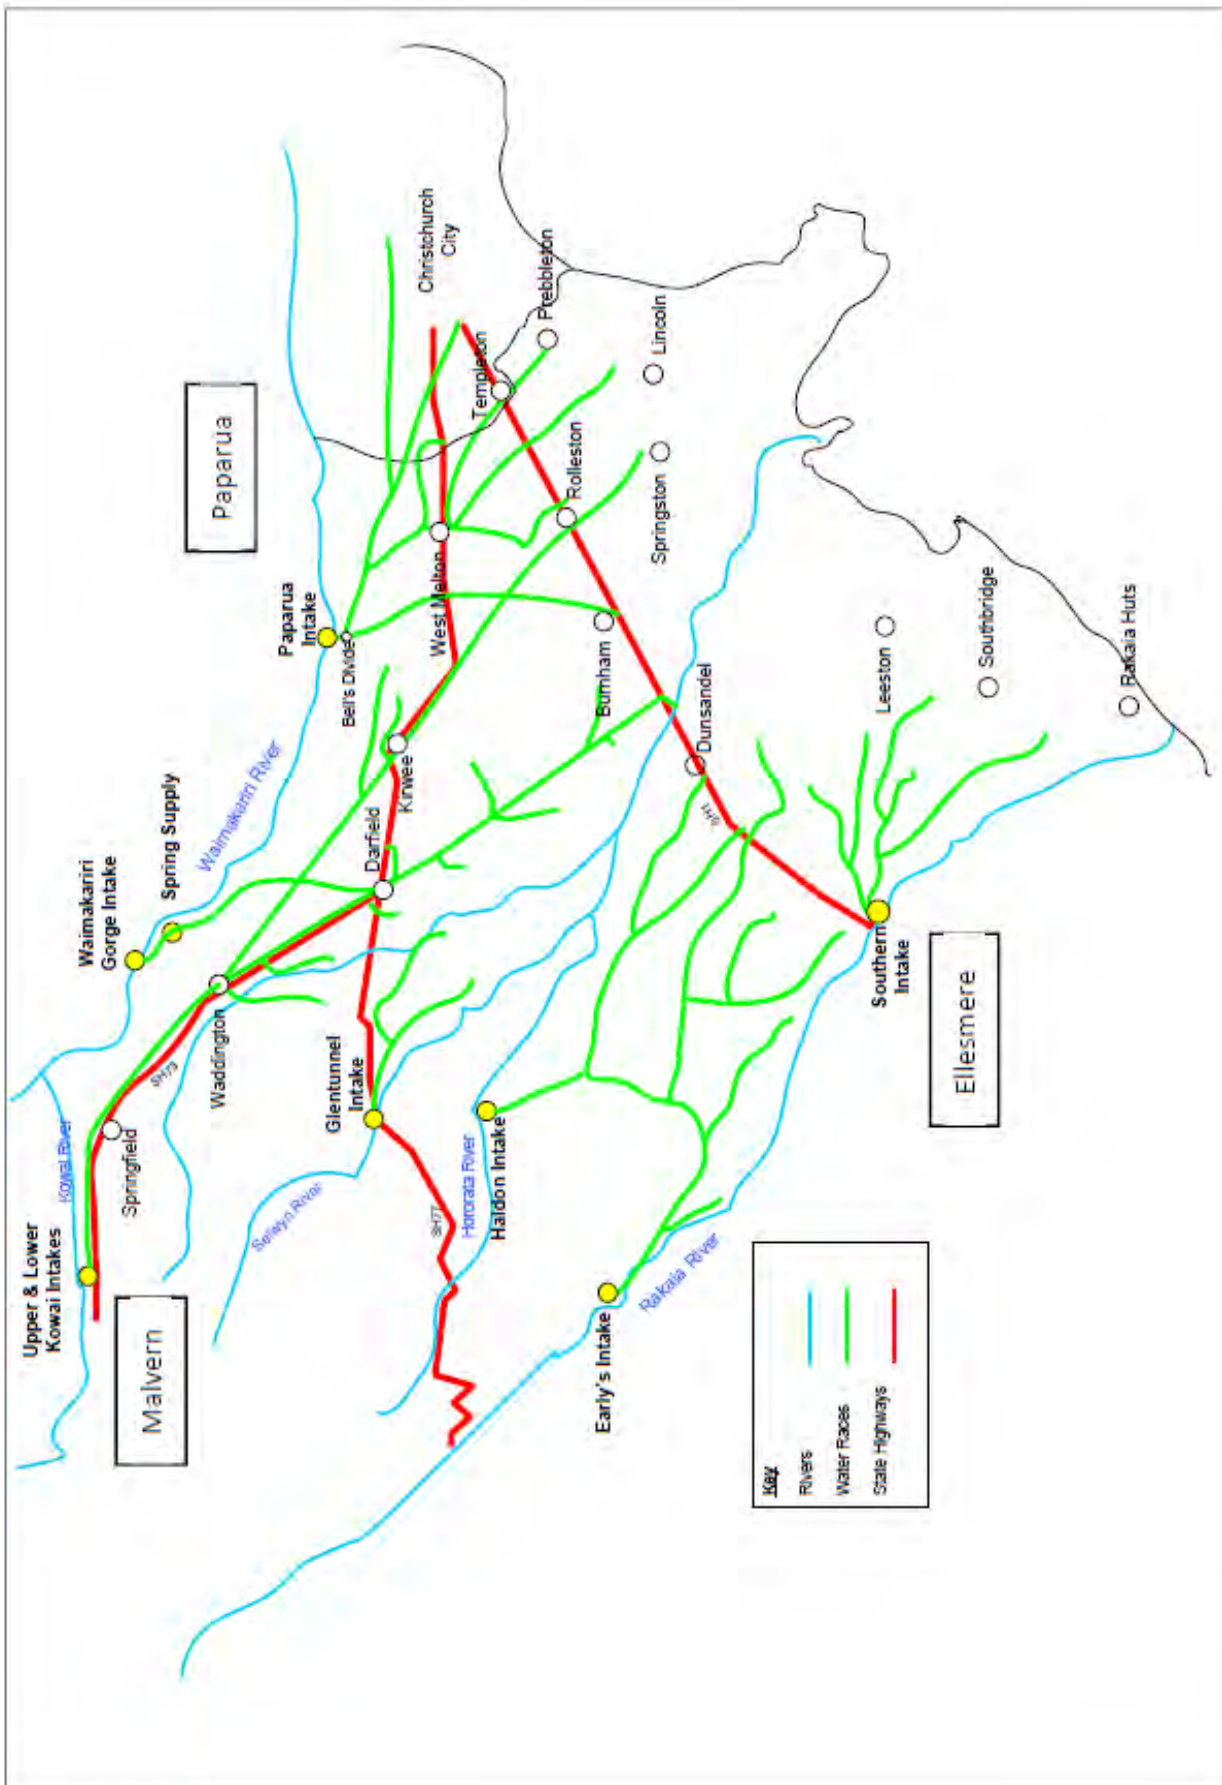 Upper & Lower
Kowai Intakes
Malvern
Kowai River
Springfield
SH73
Waddington
Waimakariri
Gorge Intake
Spring Supply
Waimakariri River
Paparua
Intake
Bell's Divide
Paparua
Christchurch
City
Selwyn River
Glentunnel
Intake
Darfield
Kirwee
West Melton
Templeton
Prebbleton
SH77
Hororata River
Haldon Intake
Burnham
Rolleston
Lincoln
Springston
Early's Intake
Rakaia River
SH1
Dunsandel
Southern
Intake
Ellesmere
Leeston
Southbridge
Rakaia Huts
Key
Rivers
Water Races
State Highways